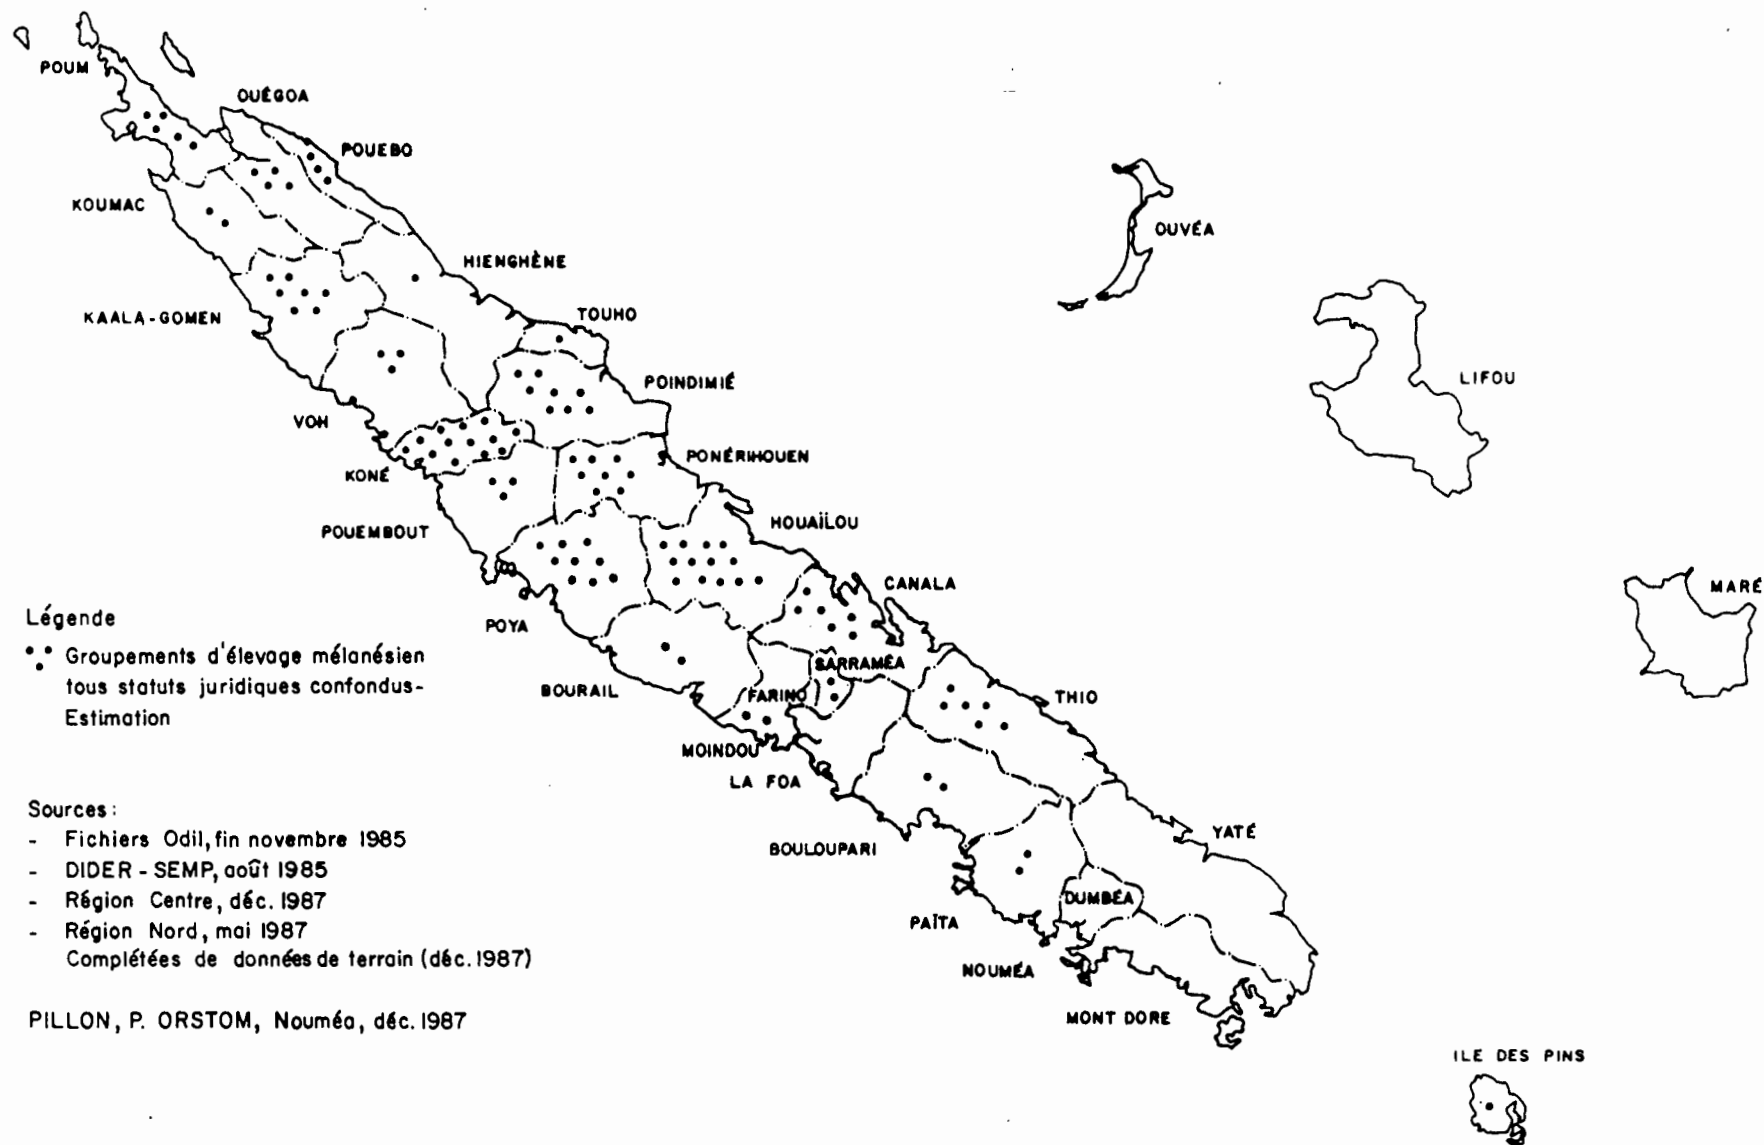 POUM
OUÉGOA
POUEBO
KOUMAC
OUVÉA
HIENGHÈNE
KAALA-GOMEN
TOUHO
LIFOU
POINDIMIÉ
VOH
PONÉRIHOUEN
KONÉ
HOUAÏLOU
POUEMBOUT
CANALA
MARÉ
POYA
SARRAMÉA
BOURAIL
FARINO
THIO
MOINDOU
LA FOA
YATÉ
BOULOUPARI
DUMBÉA
PAÏTA
NOUMÉA
MONT DORE
ILE DES PINS
Légende
Groupements d'élevage mélanésien
tous statuts juridiques confondus-
Estimation
Sources:
- Fichiers Odil, fin novembre 1985
- DIDER - SEMP, août 1985
- Région Centre, déc. 1987
- Région Nord, mai 1987
Complétées de données de terrain (déc. 1987)
PILLON, P. ORSTOM, Nouméa, déc. 1987